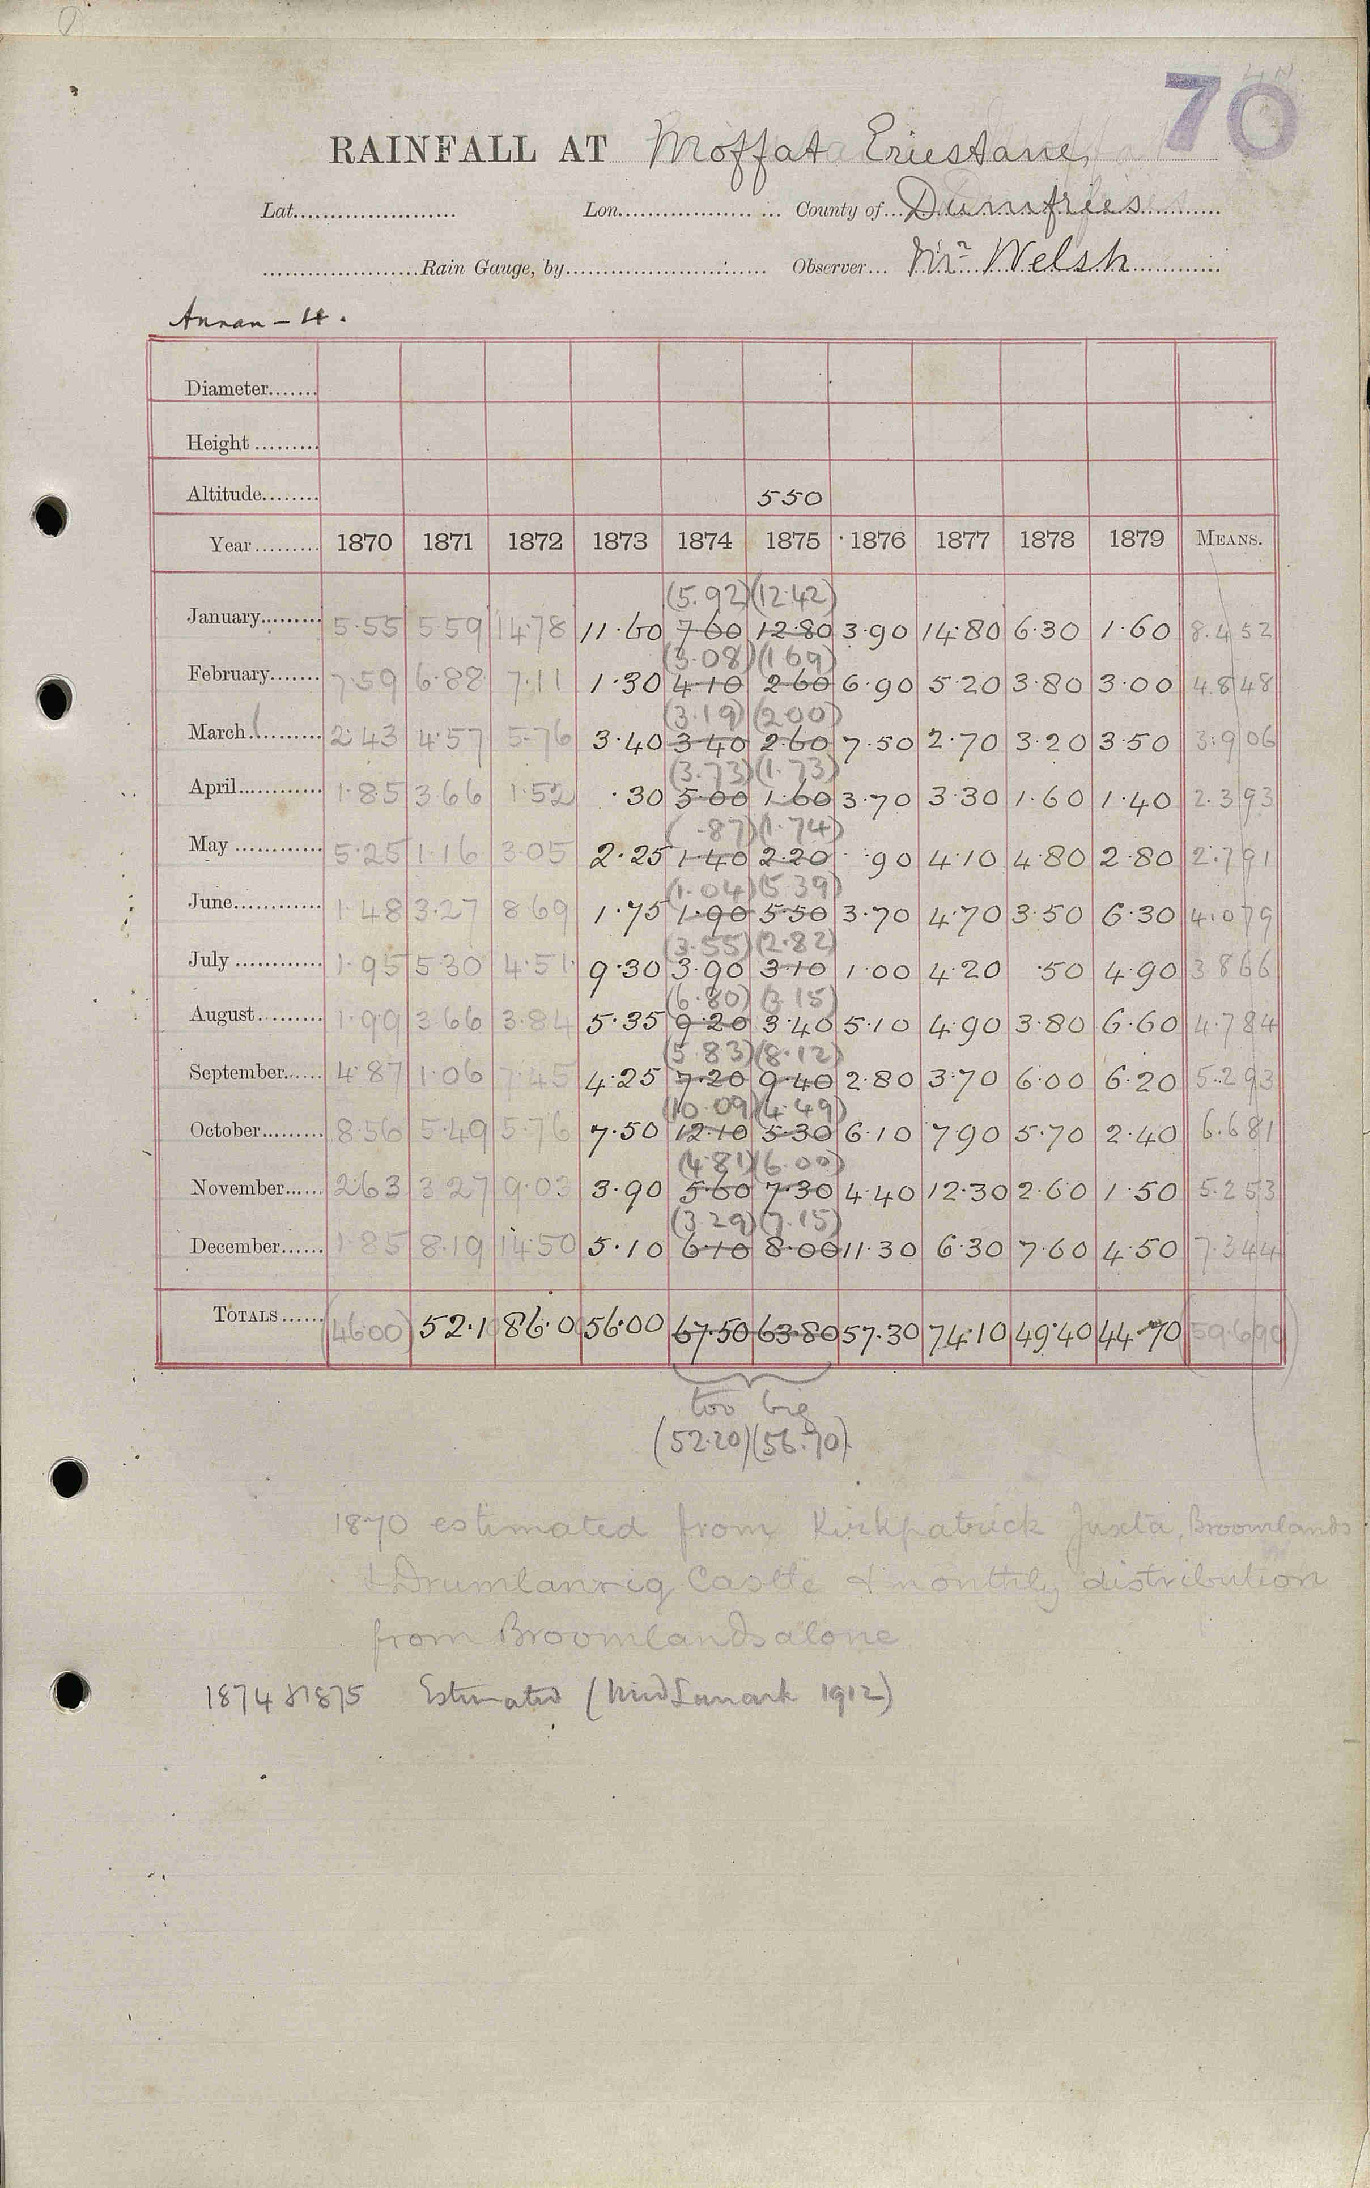 70
RAINFALL AT Moffat Eriestane
Lat. Lon. County of Dumfries
Rain Gauge, by Observer Mr Welsh
Annan - 4.
Diameter
Height
Altitude 550
Year 1870 1871 1872 1873 1874 1875 1876 1877 1878 1879 MEANS.
(5.92) (12.42)
January 5.55 5.59 14.78 11.60 7.60 12.80 3.90 14.80 6.30 1.60 8.452
(3.08) (1.69)
February 7.59 6.88 7.11 1.30 4.10 2.60 6.90 5.20 3.80 3.00 4.848
(3.19) (2.00)
March 2.43 4.57 5.76 3.40 3.40 2.60 7.50 2.70 3.20 3.50 3.906
(3.73) (1.73)
April 1.85 3.66 1.52 .30 5.00 1.60 3.70 3.30 1.60 1.40 2.393
(.87) (1.74)
May 5.25 1.16 3.05 2.25 1.40 2.20 .90 4.10 4.80 2.80 2.791
(1.04) (5.39)
June 1.48 3.27 8.69 1.75 1.90 5.50 3.70 4.70 3.50 6.30 4.079
(3.55) (2.82)
July 1.95 5.30 4.51 9.30 3.90 3.10 1.00 4.20 .50 4.90 3.866
(6.80) (3.15)
August 1.99 3.66 3.84 5.35 9.20 3.40 5.10 4.90 3.80 6.60 4.784
(5.83) (8.12)
September 4.87 1.06 7.45 4.25 7.20 9.40 2.80 3.70 6.00 6.20 5.293
(10.09) (4.49)
October 8.56 5.49 5.76 7.50 12.10 5.30 6.10 7.90 5.70 2.40 6.681
(4.81) (6.00)
November 2.63 3.27 9.03 3.90 5.60 7.30 4.40 12.30 2.60 1.50 5.253
(3.29) (7.15)
December 1.85 8.19 14.50 5.10 6.10 8.00 11.30 6.30 7.60 4.50 7.344
TOTALS (46.00) 52.10 86.0 56.00 67.50 63.80 57.30 74.10 49.40 44.70 (59.690)
too big
(52.20) (56.70)
1870 estimated from Kirkpatrick Juxta, Broomlands
& Drumlanrig Castle & monthly distribution
from Broomlands alone
1874 & 1875 Estimated (Mid Lanark 1912)